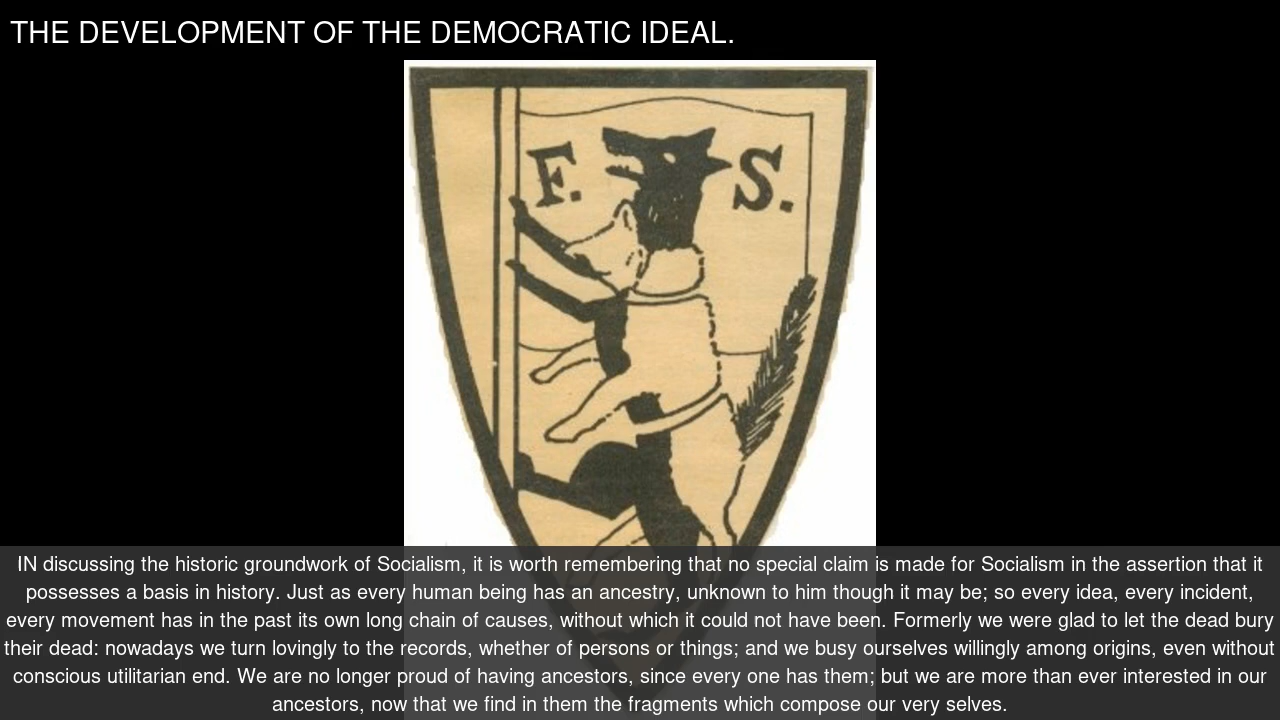 THE DEVELOPMENT OF THE DEMOCRATIC IDEAL.
F. S.
IN discussing the historic groundwork of Socialism, it is worth remembering that no special claim is made for Socialism in the assertion that it
possesses a basis in history. Just as every human being has an ancestry, unknown to him though it may be; so every idea, every incident,
every movement has in the past its own long chain of causes, without which it could not have been. Formerly we were glad to let the dead bury
their dead: nowadays we turn lovingly to the records, whether of persons or things; and we busy ourselves willingly among origins, even without
conscious utilitarian end. We are no longer proud of having ancestors, since every one has them; but we are more than ever interested in our
ancestors, now that we find in them the fragments which compose our very selves.